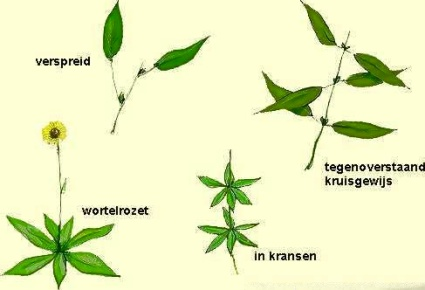 verspreid
tegenoverstaand
kruisgewijs
wortelrozet
in kransen